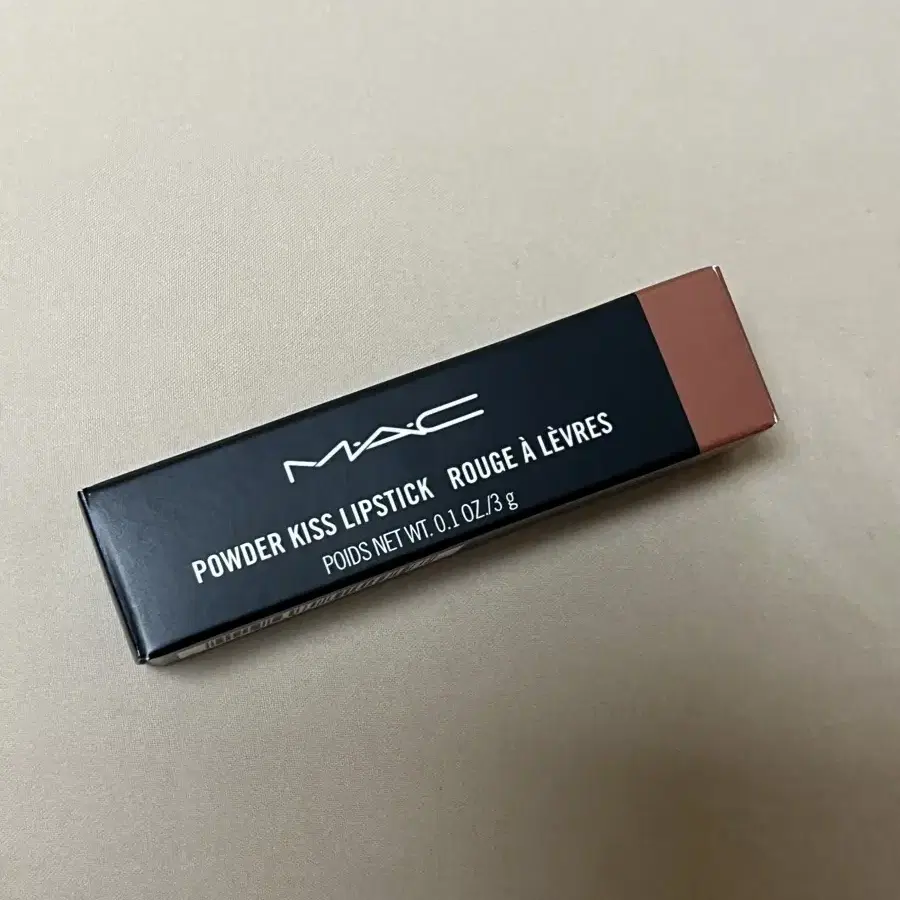 M·A·C
POWDER KISS LIPSTICK ROUGE À LÈVRES
POIDS NET WT. 0.1 OZ./3 g